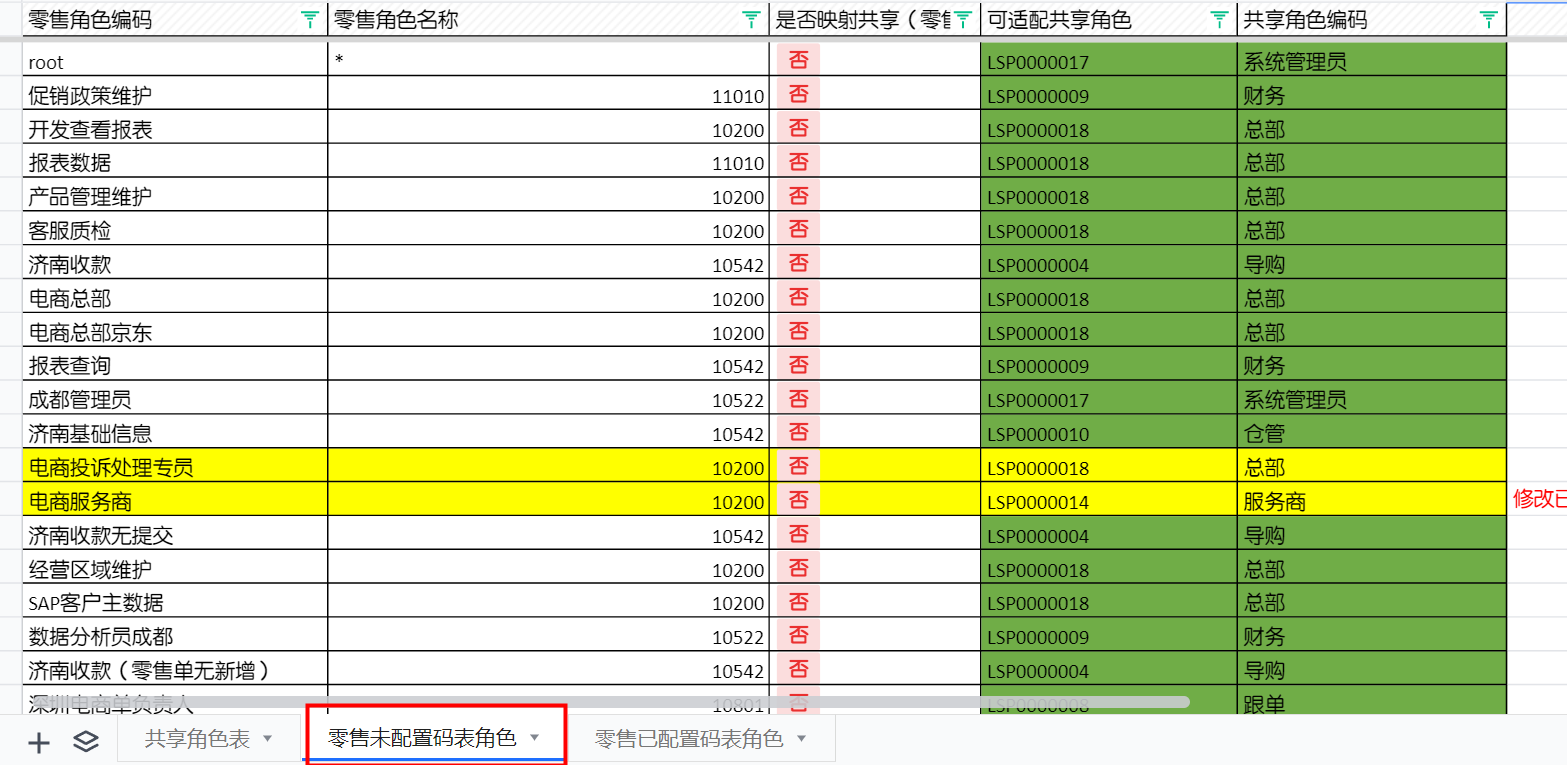 零售角色编码 零售角色名称 是否映射共享（零售 可适配共享角色 共享角色编码
root * 否 LSP0000017 系统管理员
促销政策维护 11010 否 LSP0000009 财务
开发查看报表 10200 否 LSP0000018 总部
报表数据 11010 否 LSP0000018 总部
产品管理维护 10200 否 LSP0000018 总部
客服质检 10200 否 LSP0000018 总部
济南收款 10542 否 LSP0000004 导购
电商总部 10200 否 LSP0000018 总部
电商总部京东 10200 否 LSP0000018 总部
报表查询 10542 否 LSP0000009 财务
成都管理员 10522 否 LSP0000017 系统管理员
济南基础信息 10542 否 LSP0000010 仓管
电商投诉处理专员 10200 否 LSP0000018 总部
电商服务商 10200 否 LSP0000014 服务商 修改已
济南收款无提交 10542 否 LSP0000004 导购
经营区域维护 10200 否 LSP0000018 总部
SAP客户主数据 10200 否 LSP0000018 总部
数据分析员成都 10522 否 LSP0000009 财务
济南收款（零售单无新增） 10542 否 LSP0000004 导购
深圳电商单负责人 10801 否 LSP0000008 跟单
共享角色表 零售未配置码表角色 零售已配置码表角色